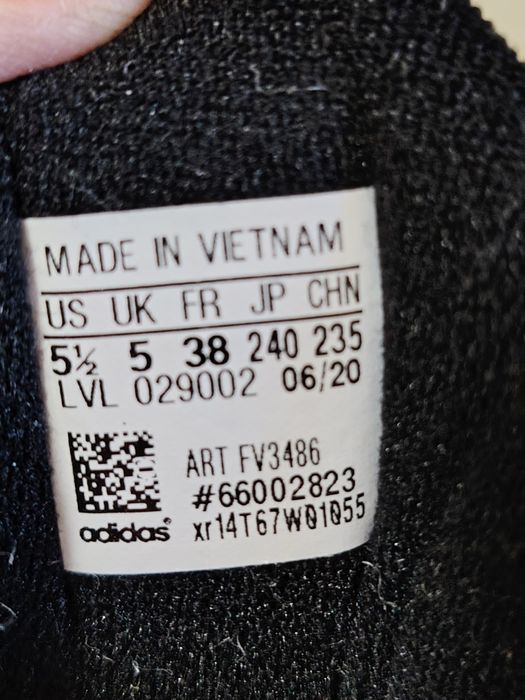 MADE IN VIETNAM
US UK FR JP CHN
5½ 5 38 240 235
LVL 029002 06/20
ART FV3486
#66002823
adidas® xr14T67W01055